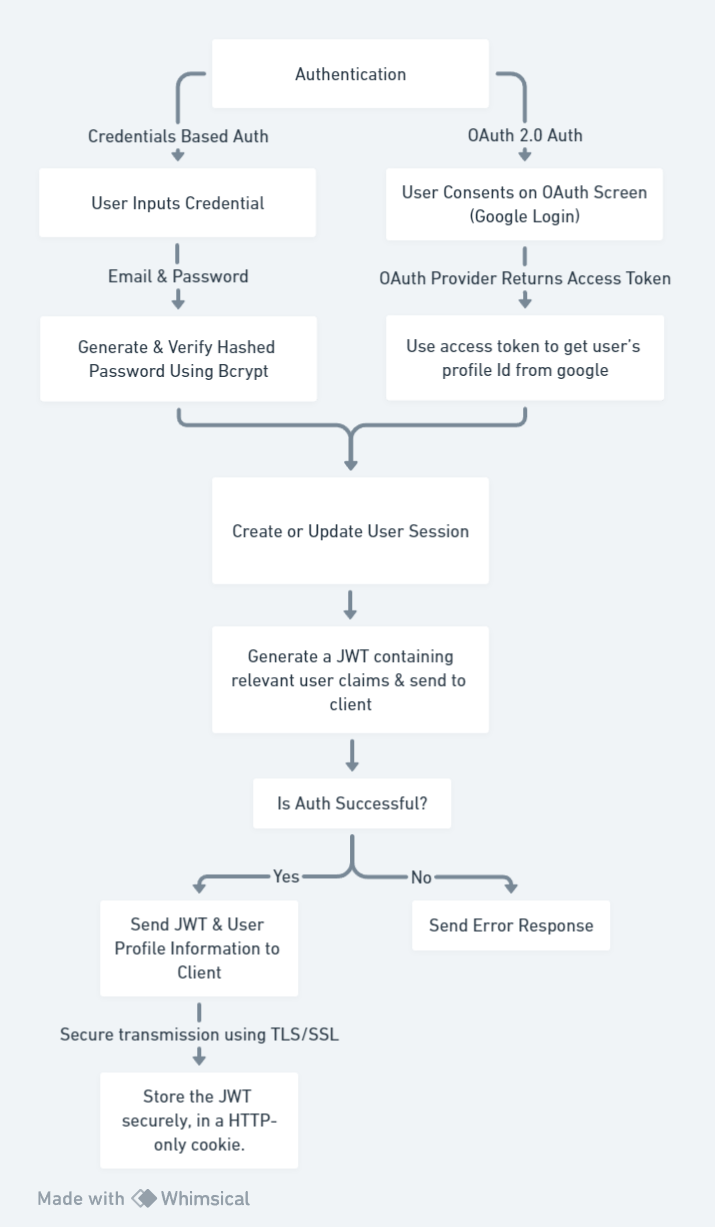 Authentication
Credentials Based Auth
OAuth 2.0 Auth
User Inputs Credential
User Consents on OAuth Screen
(Google Login)
Email & Password
OAuth Provider Returns Access Token
Generate & Verify Hashed
Password Using Bcrypt
Use access token to get user's
profile Id from google
Create or Update User Session
Generate a JWT containing
relevant user claims & send to
client
Is Auth Successful?
Yes
No
Send JWT & User
Profile Information to
Client
Send Error Response
Secure transmission using TLS/SSL
Store the JWT
securely, in a HTTP-
only cookie.
Made with Whimsical